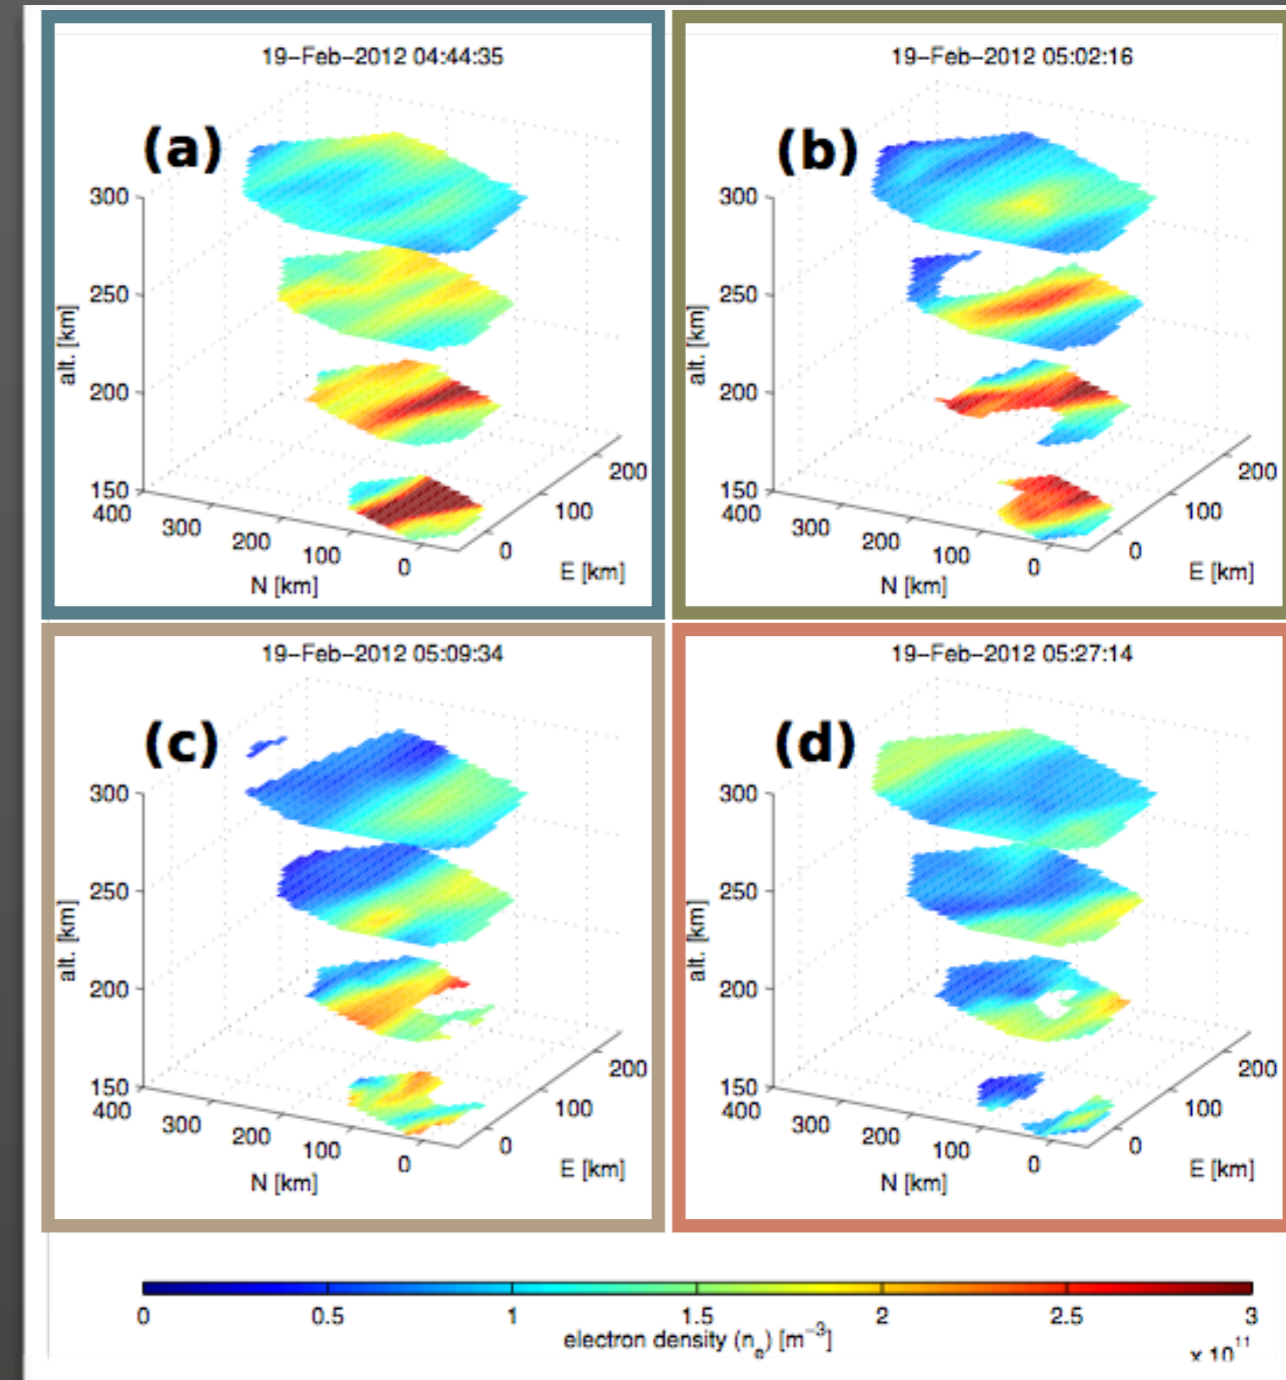 19-Feb-2012 04:44:35
(a)
300
250
200
150
alt. [km]
400
300
200
100
0
N [km]
0
100
200
E [km]
19-Feb-2012 05:02:16
(b)
300
250
200
150
alt. [km]
400
300
200
100
0
N [km]
0
100
200
E [km]
19-Feb-2012 05:09:34
(c)
300
250
200
150
alt. [km]
400
300
200
100
0
N [km]
0
100
200
E [km]
19-Feb-2012 05:27:14
(d)
300
250
200
150
alt. [km]
400
300
200
100
0
N [km]
0
100
200
E [km]
0 0.5 1 1.5 2 2.5 3
electron density (nₑ) [m⁻³]
x 10¹¹